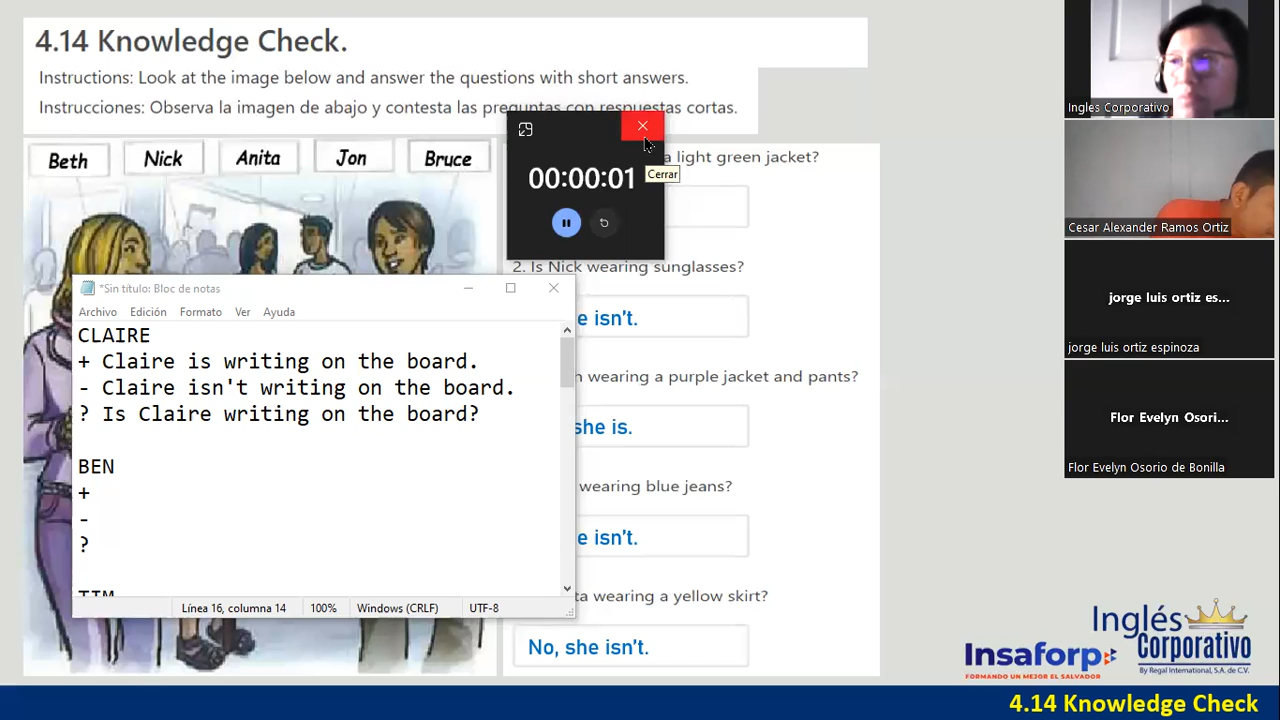 4.14 Knowledge Check.
Instructions: Look at the image below and answer the questions with short answers.
Instrucciones: Observa la imagen de abajo y contesta las preguntas con respuestas cortas.
Beth
Nick
Anita
Jon
Bruce
a light green jacket?
00:00:01
Cerrar
2. Is Nick wearing sunglasses?
e isn't.
wearing a purple jacket and pants?
she is.
wearing blue jeans?
e isn't.
ta wearing a yellow skirt?
No, she isn't.
*Sin título: Bloc de notas
Archivo Edición Formato Ver Ayuda
CLAIRE
+ Claire is writing on the board.
- Claire isn't writing on the board.
? Is Claire writing on the board?
BEN
+
-
?
TIM
Línea 16, columna 14 100% Windows (CRLF) UTF-8
Ingles Corporativo
Cesar Alexander Ramos Ortiz
jorge luis ortiz es...
jorge luis ortiz espinoza
Flor Evelyn Osori...
Flor Evelyn Osorio de Bonilla
Insaforp
FORMANDO UN MEJOR EL SALVADOR
Inglés
Corporativo
By Regal International, S.A. de C.V.
4.14 Knowledge Check